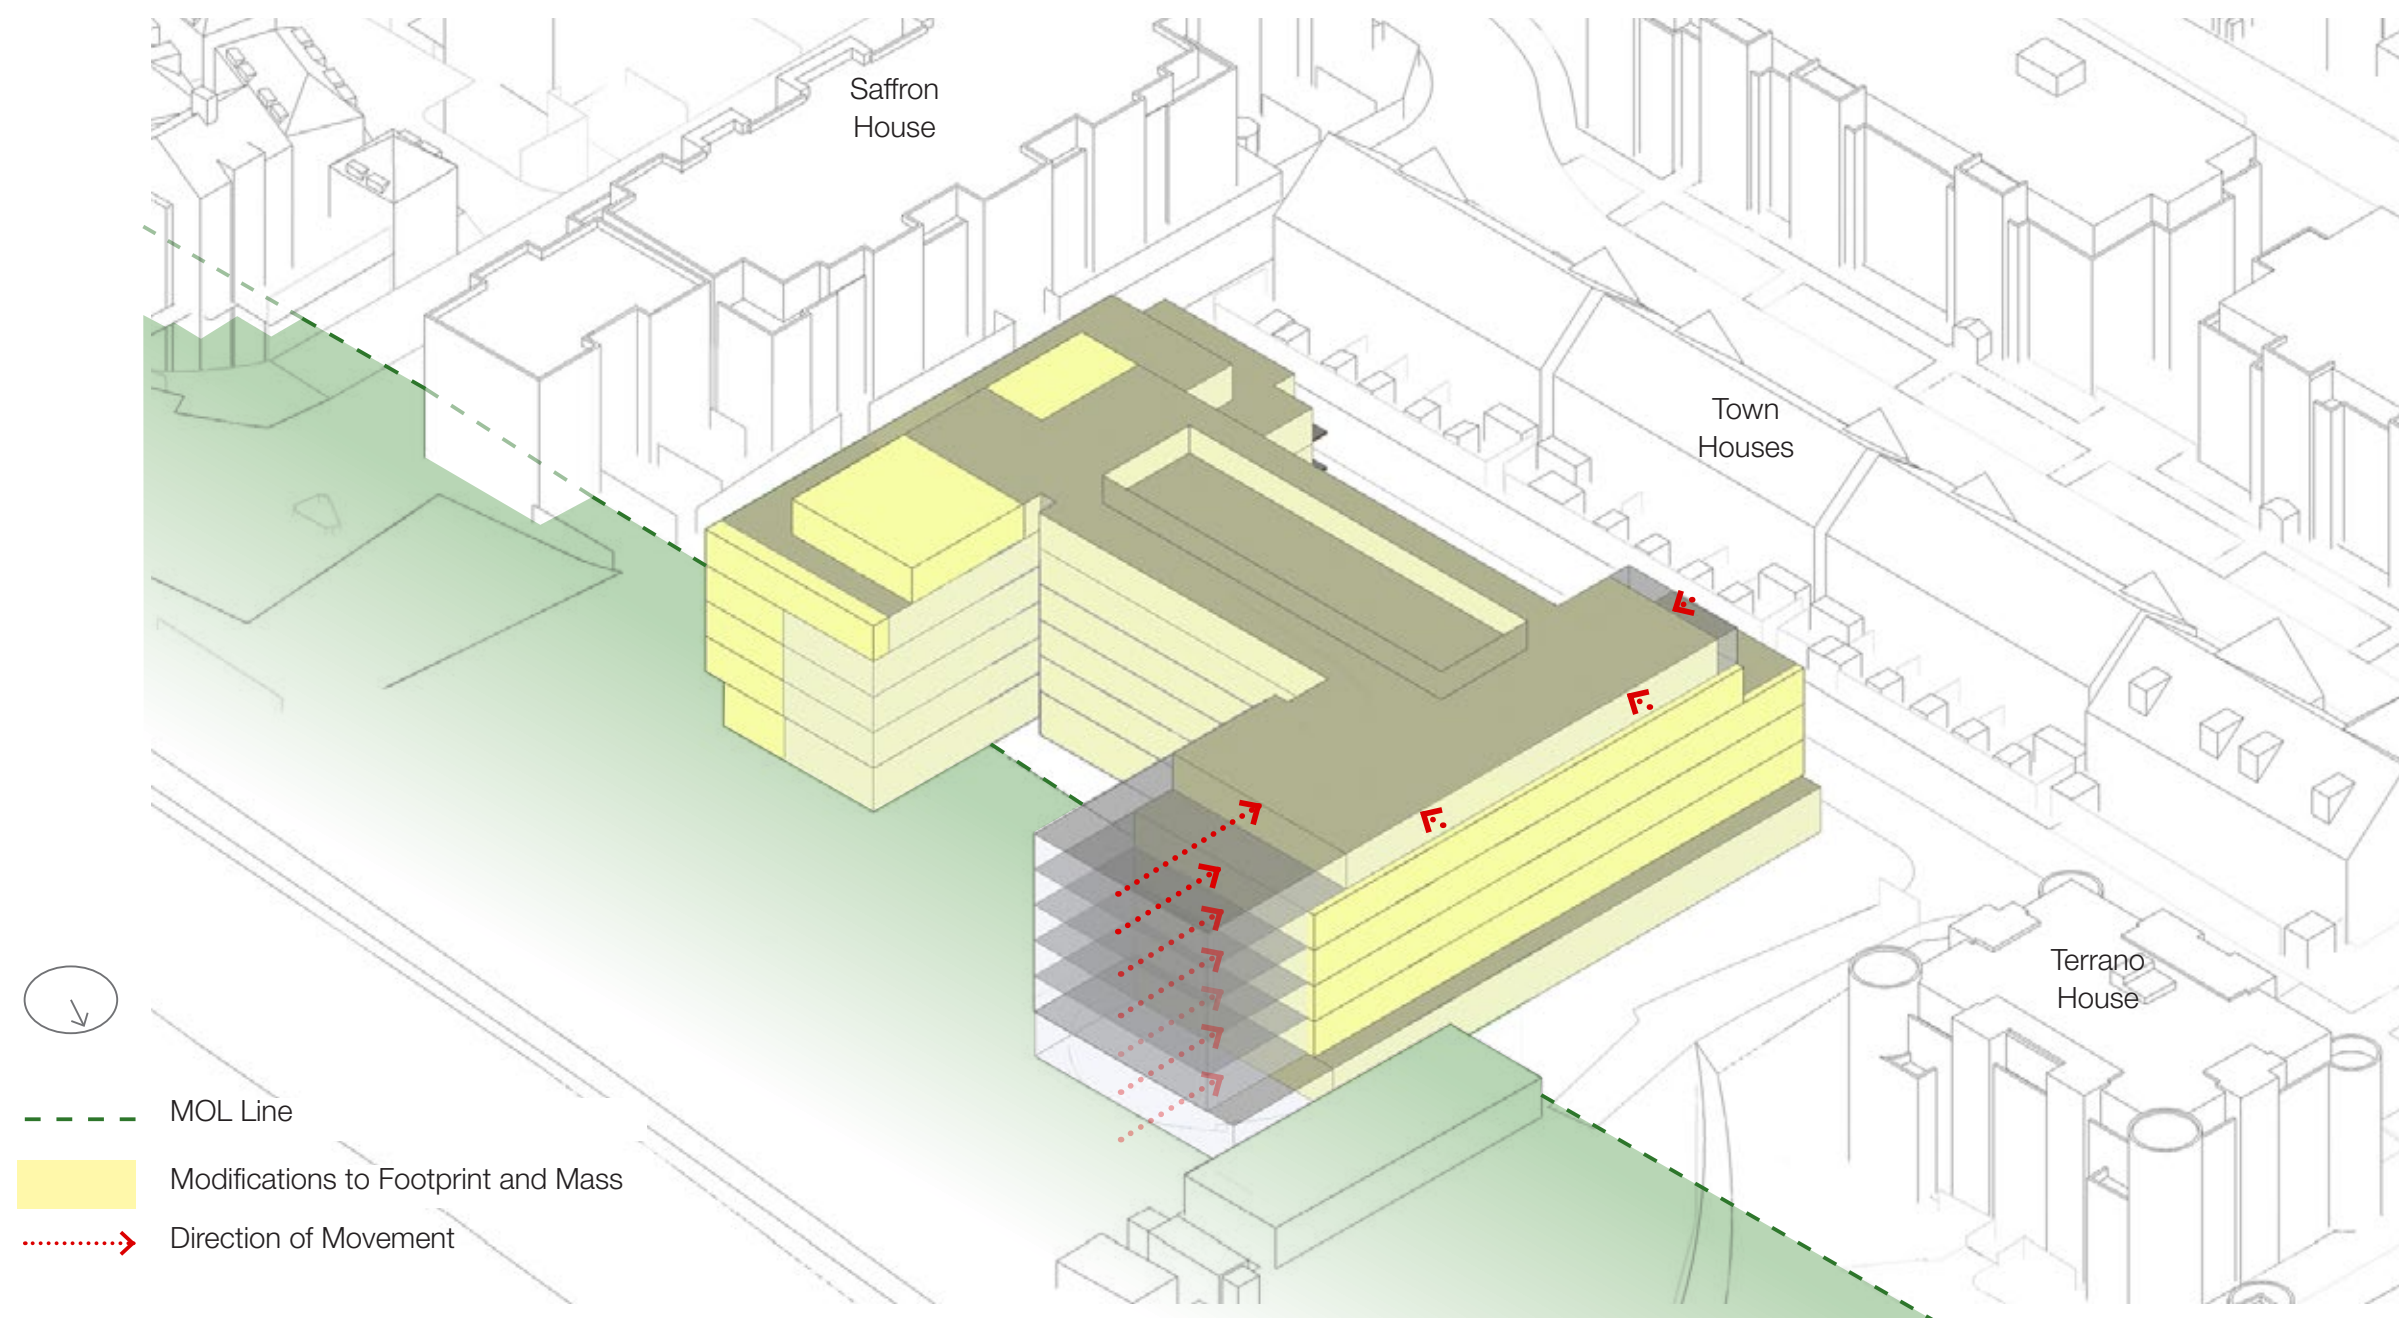 Saffron
House
Town
Houses
Terrano
House
MOL Line
Modifications to Footprint and Mass
Direction of Movement